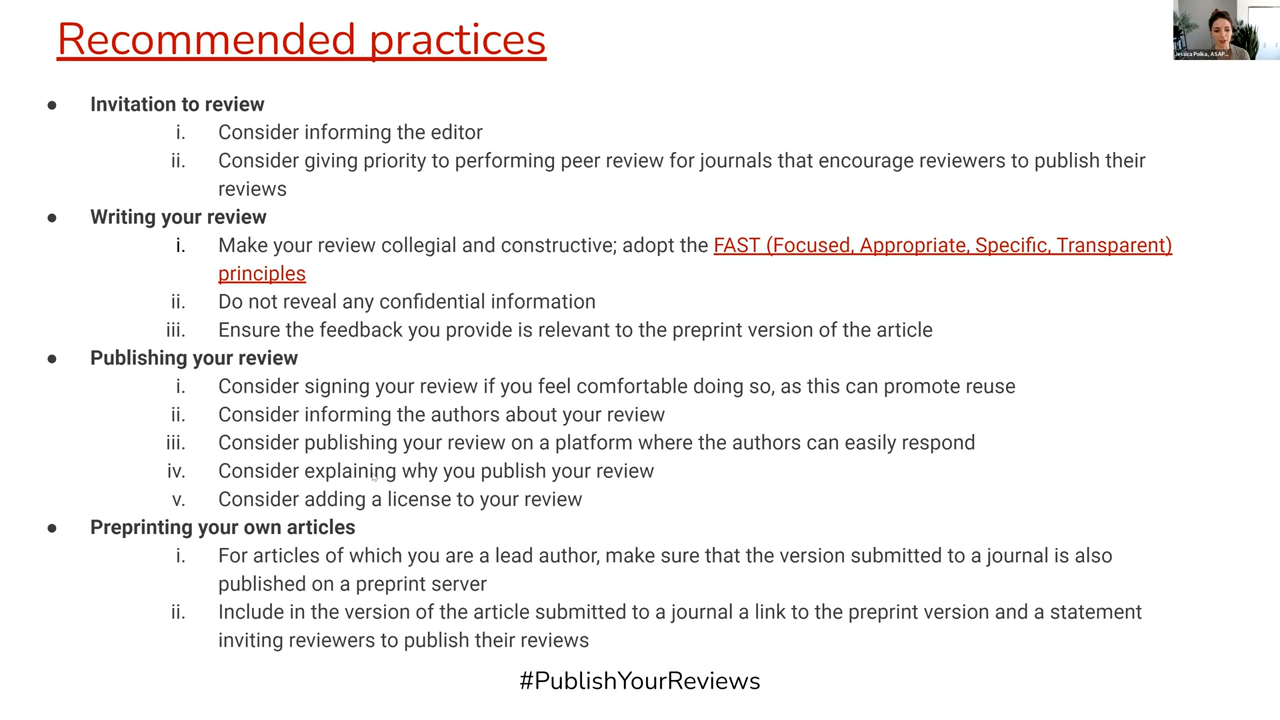 Recommended practices
Jessica Polka, ASAP...
● Invitation to review
i. Consider informing the editor
ii. Consider giving priority to performing peer review for journals that encourage reviewers to publish their
reviews
● Writing your review
i. Make your review collegial and constructive; adopt the FAST (Focused, Appropriate, Specific, Transparent)
principles
ii. Do not reveal any confidential information
iii. Ensure the feedback you provide is relevant to the preprint version of the article
● Publishing your review
i. Consider signing your review if you feel comfortable doing so, as this can promote reuse
ii. Consider informing the authors about your review
iii. Consider publishing your review on a platform where the authors can easily respond
iv. Consider explaining why you publish your review
v. Consider adding a license to your review
● Preprinting your own articles
i. For articles of which you are a lead author, make sure that the version submitted to a journal is also
published on a preprint server
ii. Include in the version of the article submitted to a journal a link to the preprint version and a statement
inviting reviewers to publish their reviews
#PublishYourReviews